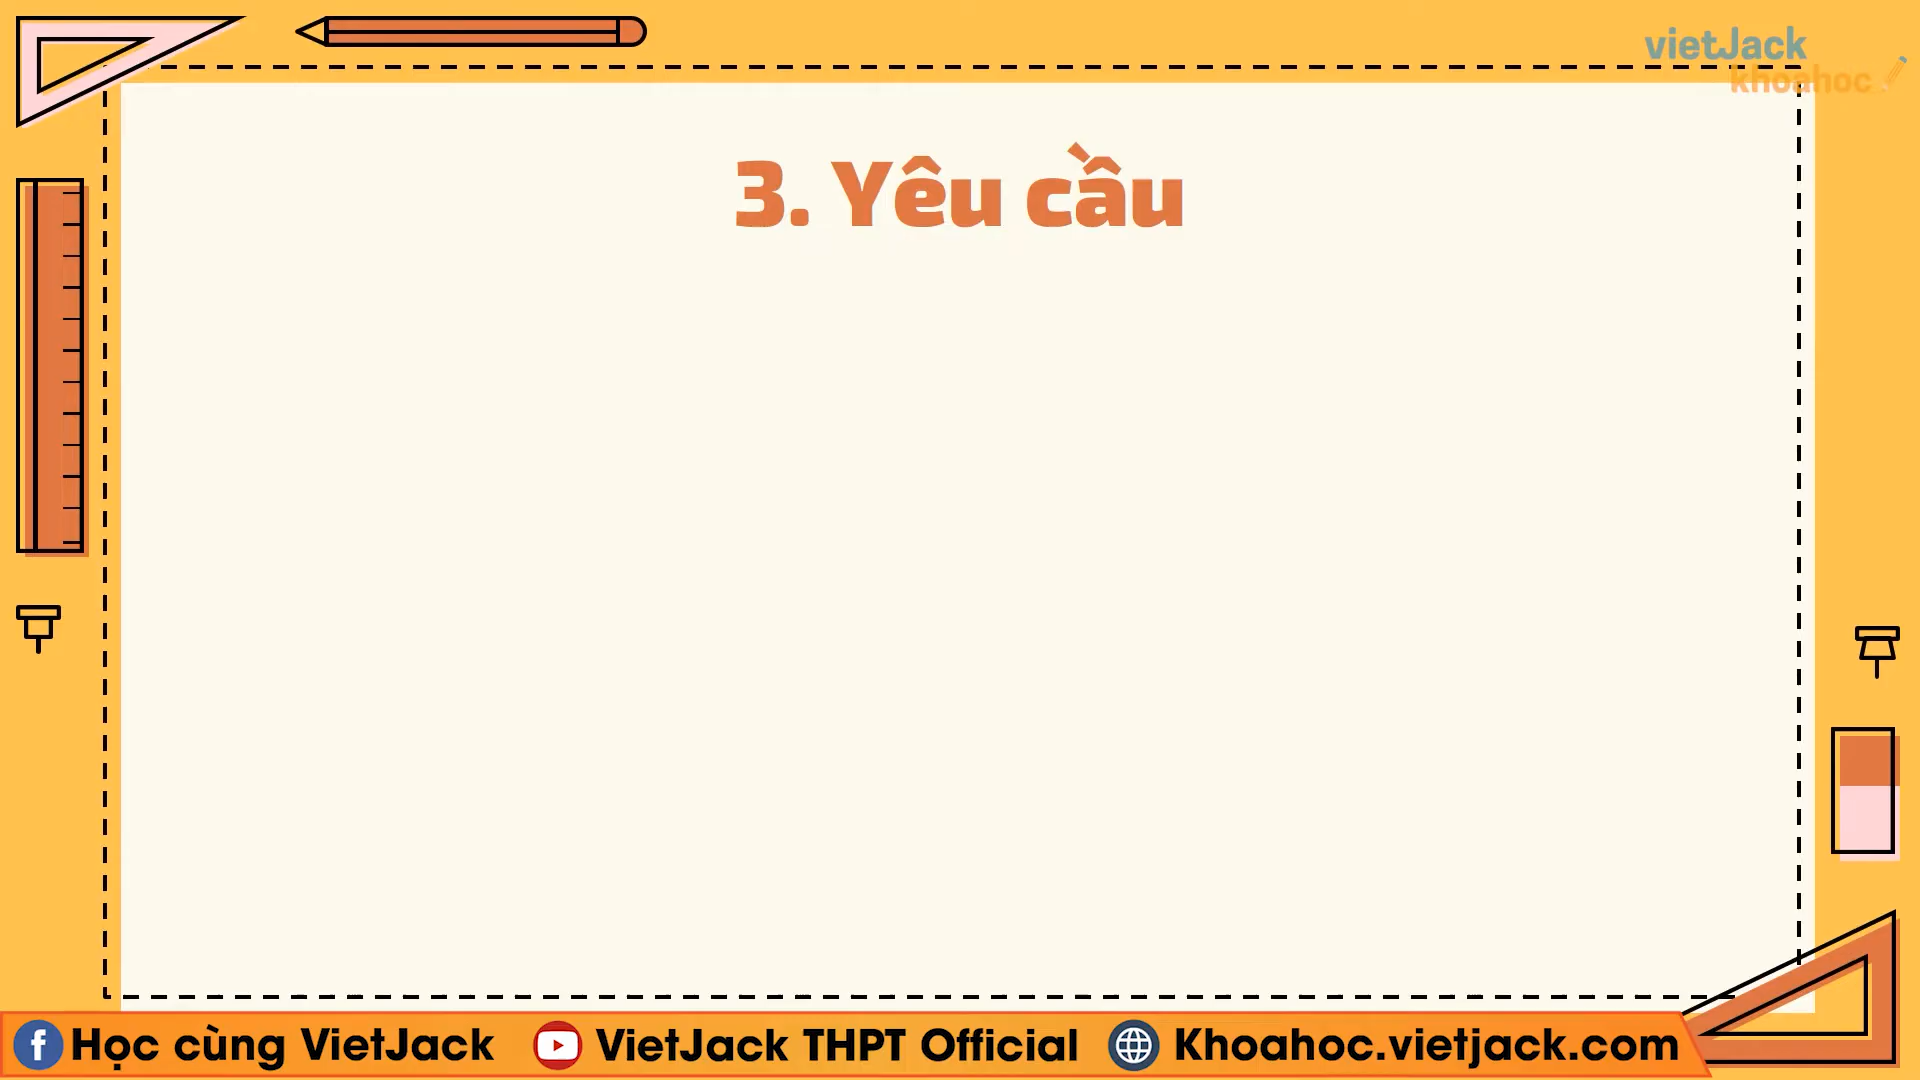 vietJack
khoahoc
3. Yêu cầu
Học cùng VietJack
VietJack THPT Official
Khoahoc.vietjack.com